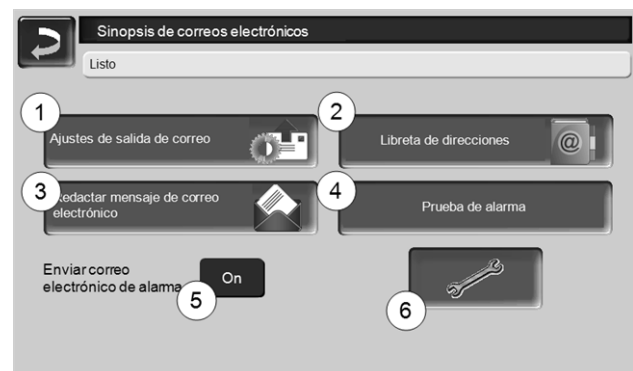 Sinopsis de correos electrónicos
Listo
1
2
Ajustes de salida de correo
Libreta de direcciones
@
3
4
Redactar mensaje de correo
electrónico
Prueba de alarma
Enviar correo
electrónico de alarma
On
5
6